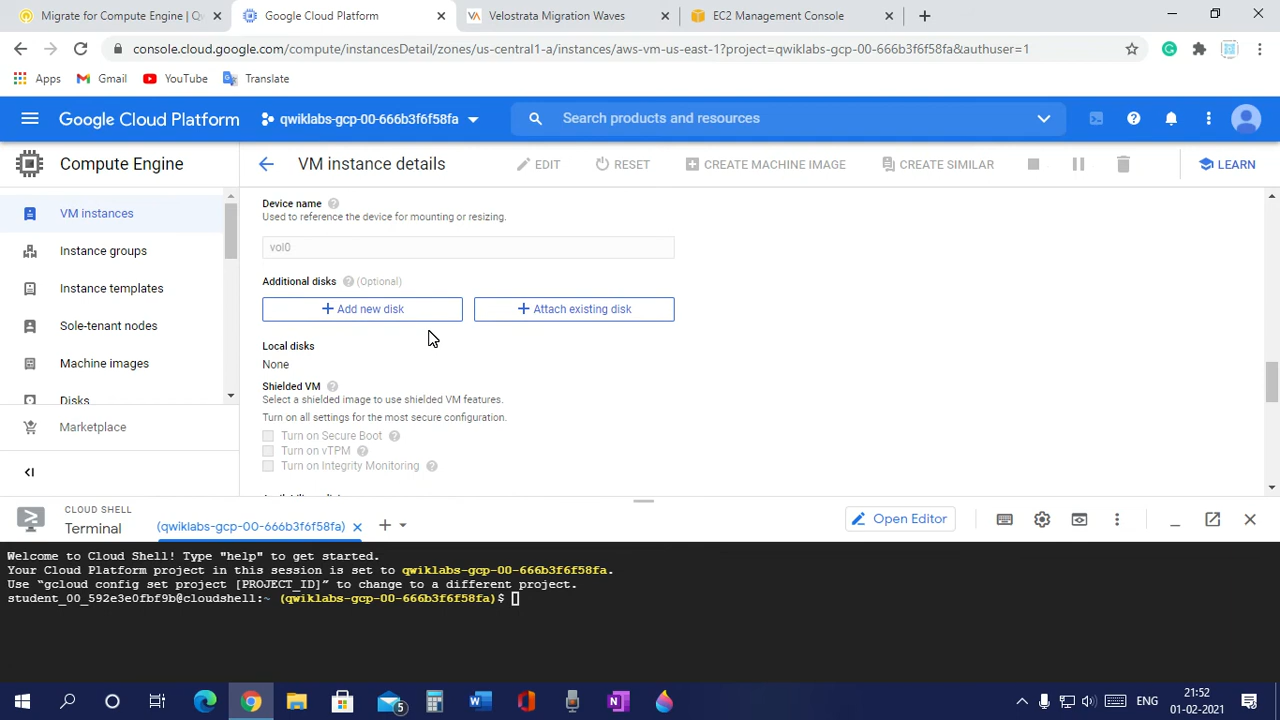 Migrate for Compute Engine | Qw
Google Cloud Platform
Velostrata Migration Waves
EC2 Management Console
console.cloud.google.com/compute/instancesDetail/zones/us-central1-a/instances/aws-vm-us-east-1?project=qwiklabs-gcp-00-666b3f6f58fa&authuser=1
Apps
Gmail
YouTube
Translate
Google Cloud Platform
qwiklabs-gcp-00-666b3f6f58fa
Search products and resources
Compute Engine
VM instance details
EDIT
RESET
CREATE MACHINE IMAGE
CREATE SIMILAR
LEARN
VM instances
Instance groups
Instance templates
Sole-tenant nodes
Machine images
Disks
Marketplace
Device name
Used to reference the device for mounting or resizing.
vol0
Additional disks (Optional)
+ Add new disk
+ Attach existing disk
Local disks
None
Shielded VM
Select a shielded image to use shielded VM features.
Turn on all settings for the most secure configuration.
Turn on Secure Boot
Turn on vTPM
Turn on Integrity Monitoring
CLOUD SHELL
Terminal
(qwiklabs-gcp-00-666b3f6f58fa)
Open Editor
Welcome to Cloud Shell! Type "help" to get started.
Your Cloud Platform project in this session is set to qwiklabs-gcp-00-666b3f6f58fa.
Use “gcloud config set project [PROJECT_ID]” to change to a different project.
student_00_592e3e0fbf9b@cloudshell:~ (qwiklabs-gcp-00-666b3f6f58fa)$
5
ENG
21:52
01-02-2021